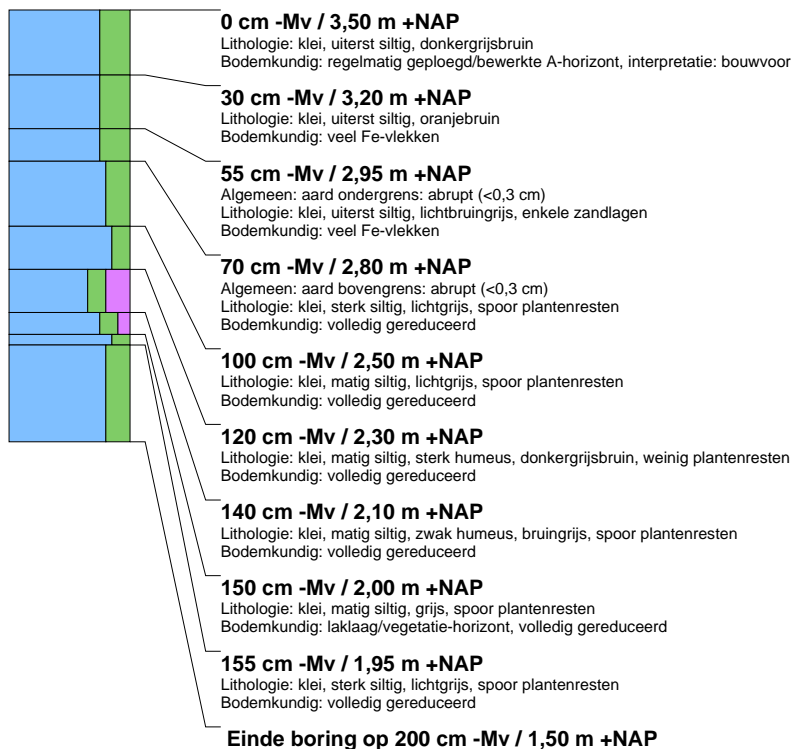 0 cm -Mv / 3,50 m +NAP
Lithologie: klei, uiterst siltig, donkergrijsbruin
Bodemkundig: regelmatig geploegd/bewerkte A-horizont, interpretatie: bouwvoor
30 cm -Mv / 3,20 m +NAP
Lithologie: klei, uiterst siltig, oranjebruin
Bodemkundig: veel Fe-vlekken
55 cm -Mv / 2,95 m +NAP
Algemeen: aard ondergrens: abrupt (<0,3 cm)
Lithologie: klei, uiterst siltig, lichtbruingrijs, enkele zandlagen
Bodemkundig: veel Fe-vlekken
70 cm -Mv / 2,80 m +NAP
Algemeen: aard bovengrens: abrupt (<0,3 cm)
Lithologie: klei, sterk siltig, lichtgrijs, spoor plantenresten
Bodemkundig: volledig gereduceerd
100 cm -Mv / 2,50 m +NAP
Lithologie: klei, matig siltig, lichtgrijs, spoor plantenresten
Bodemkundig: volledig gereduceerd
120 cm -Mv / 2,30 m +NAP
Lithologie: klei, matig siltig, sterk humeus, donkergrijsbruin, weinig plantenresten
Bodemkundig: volledig gereduceerd
140 cm -Mv / 2,10 m +NAP
Lithologie: klei, matig siltig, zwak humeus, bruingrijs, spoor plantenresten
Bodemkundig: volledig gereduceerd
150 cm -Mv / 2,00 m +NAP
Lithologie: klei, matig siltig, grijs, spoor plantenresten
Bodemkundig: laklaag/vegetatie-horizont, volledig gereduceerd
155 cm -Mv / 1,95 m +NAP
Lithologie: klei, sterk siltig, lichtgrijs, spoor plantenresten
Bodemkundig: volledig gereduceerd
Einde boring op 200 cm -Mv / 1,50 m +NAP